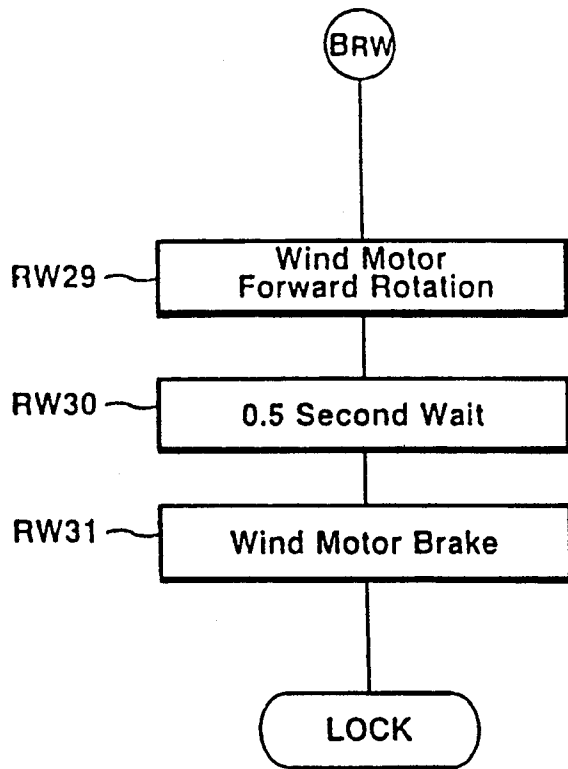 BRW
RW29
Wind Motor
Forward Rotation
RW30
0.5 Second Wait
RW31
Wind Motor Brake
LOCK